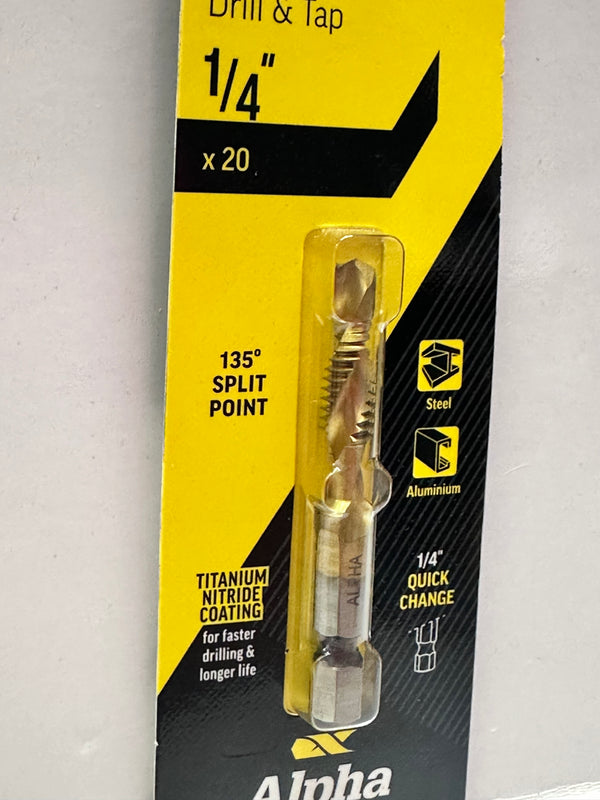 Drill & Tap
1/4"
x 20
135°
SPLIT
POINT
Steel
Aluminium
TITANIUM
NITRIDE
COATING
for faster
drilling &
longer life
1/4"
QUICK
CHANGE
ALPHA
Alpha